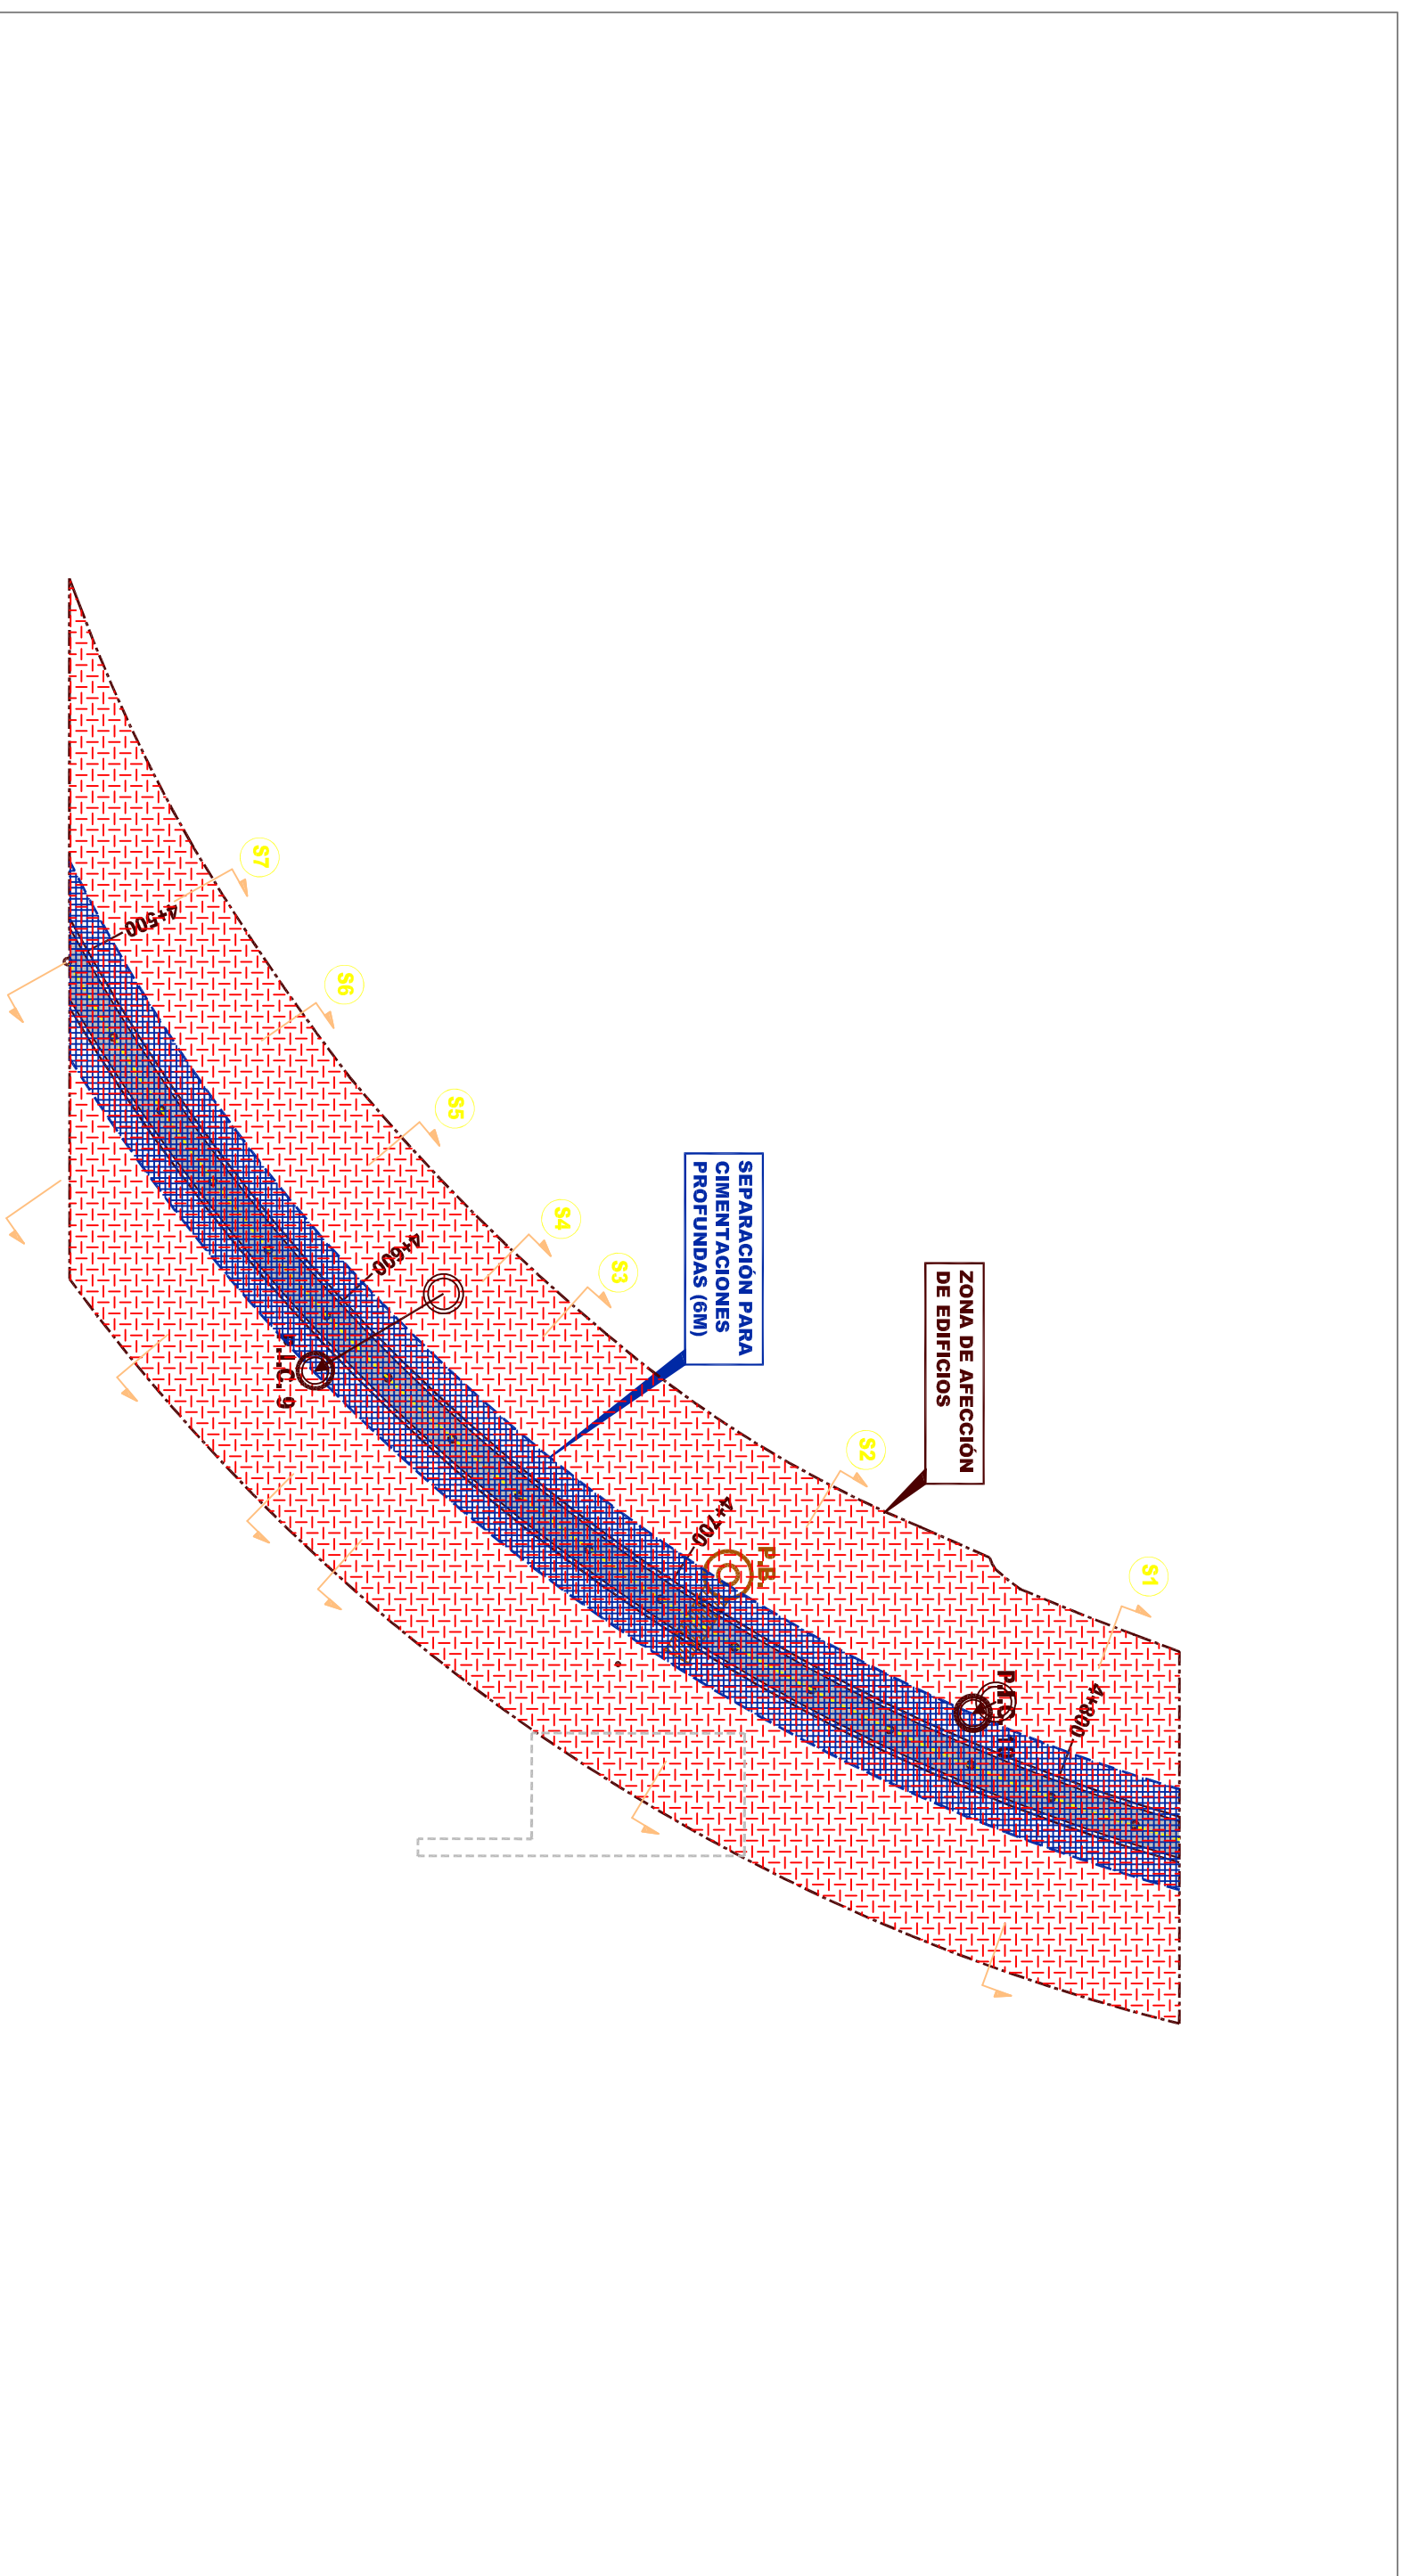 S7
4+500
S6
S5
S4
4+600
S3
SEPARACIÓN PARA
CIMENTACIONES
PROFUNDAS (6M)
ZONA DE AFECCIÓN
DE EDIFICIOS
S2
4+700
P.B.
S1
4+800